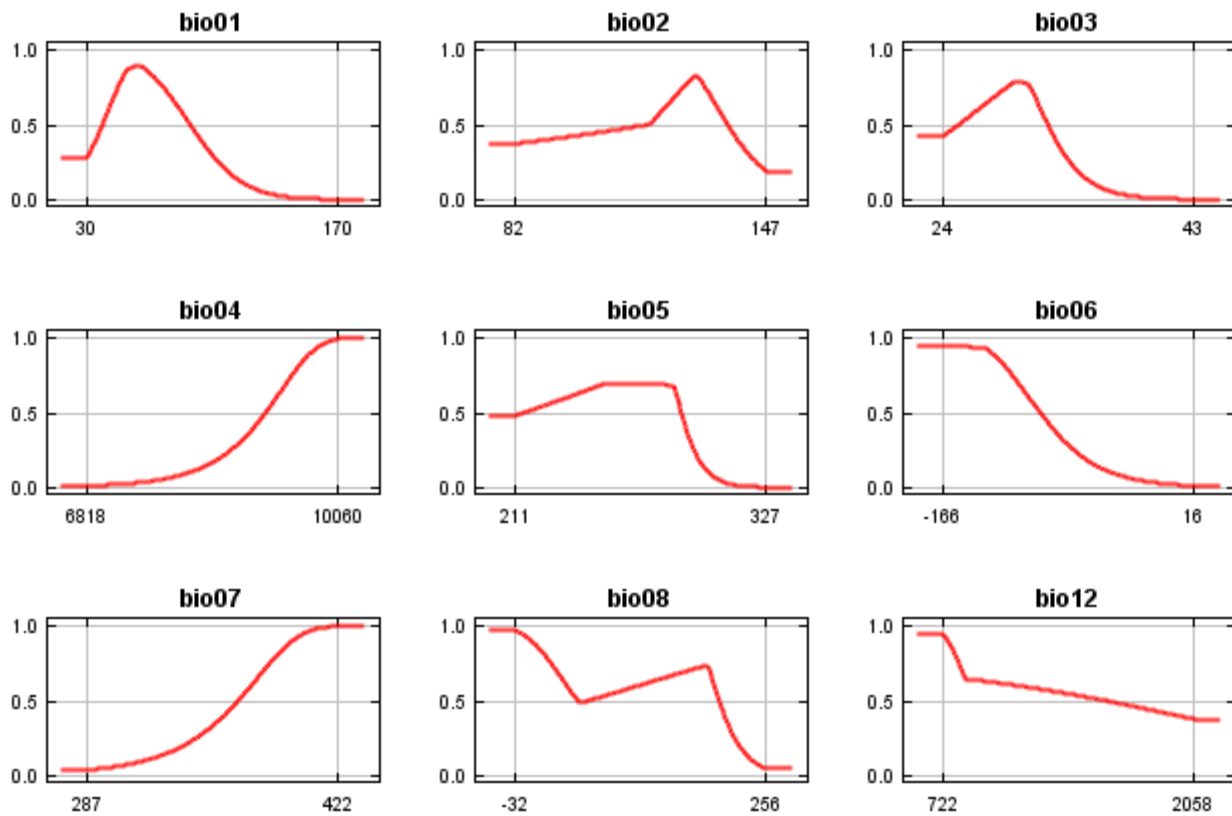 bio01 bio02 bio03
1.0 1.0 1.0
0.5 0.5 0.5
0.0 0.0 0.0
30 170 82 147 24 43
bio04 bio05 bio06
1.0 1.0 1.0
0.5 0.5 0.5
0.0 0.0 0.0
6818 10060 211 327 -166 16
bio07 bio08 bio12
1.0 1.0 1.0
0.5 0.5 0.5
0.0 0.0 0.0
287 422 -32 256 722 2058